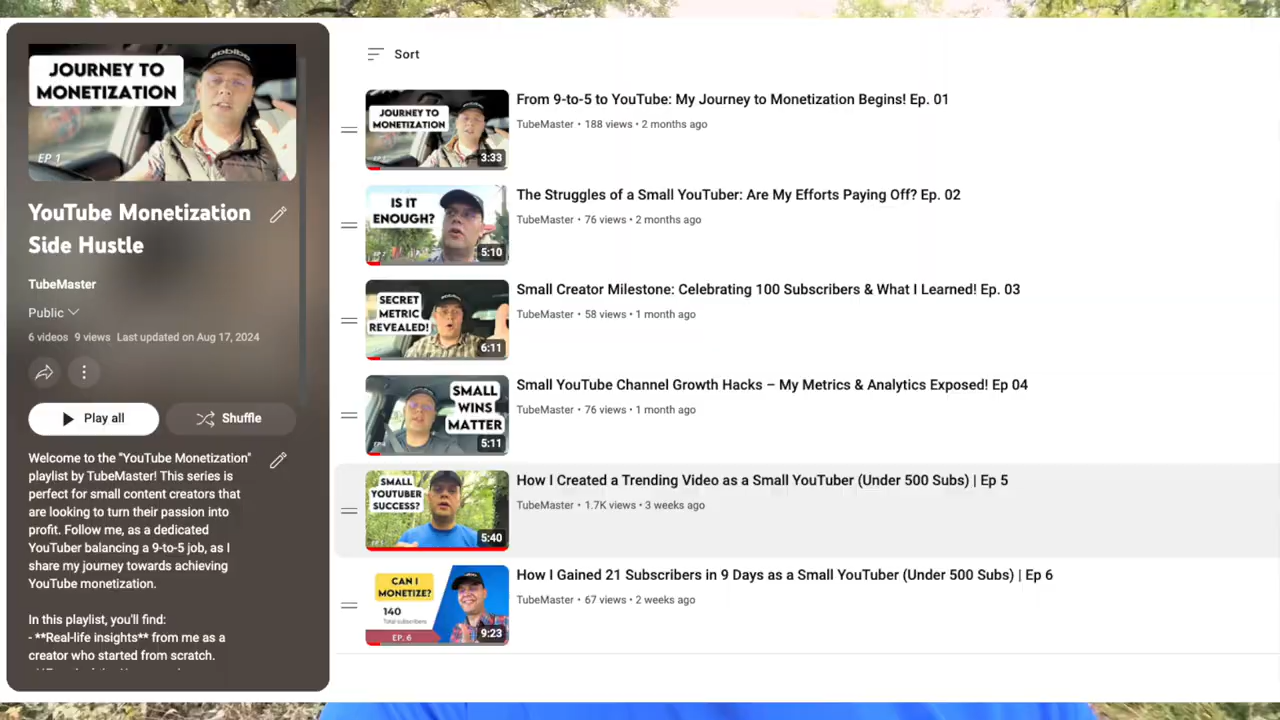 JOURNEY TO
MONETIZATION
EP 1
YouTube Monetization
Side Hustle
TubeMaster
Public
6 videos 9 views Last updated on Aug 17, 2024
Play all
Shuffle
Welcome to the "YouTube Monetization"
playlist by TubeMaster! This series is
perfect for small content creators that
are looking to turn their passion into
profit. Follow me, as a dedicated
YouTuber balancing a 9-to-5 job, as I
share my journey towards achieving
YouTube monetization.
In this playlist, you'll find:
- **Real-life insights** from me as a
creator who started from scratch.
Sort
JOURNEY TO
MONETIZATION
3:33
From 9-to-5 to YouTube: My Journey to Monetization Begins! Ep. 01
TubeMaster • 188 views • 2 months ago
IS IT
ENOUGH?
5:10
The Struggles of a Small YouTuber: Are My Efforts Paying Off? Ep. 02
TubeMaster • 76 views • 2 months ago
SECRET
METRIC
REVEALED!
6:11
Small Creator Milestone: Celebrating 100 Subscribers & What I Learned! Ep. 03
TubeMaster • 58 views • 1 month ago
SMALL
WINS
MATTER
5:11
Small YouTube Channel Growth Hacks – My Metrics & Analytics Exposed! Ep 04
TubeMaster • 76 views • 1 month ago
SMALL
YOUTUBER
SUCCESS?
5:40
How I Created a Trending Video as a Small YouTuber (Under 500 Subs) | Ep 5
TubeMaster • 1.7K views • 3 weeks ago
CAN I
MONETIZE?
140
Total subscribers
EP. 6
9:23
How I Gained 21 Subscribers in 9 Days as a Small YouTuber (Under 500 Subs) | Ep 6
TubeMaster • 67 views • 2 weeks ago